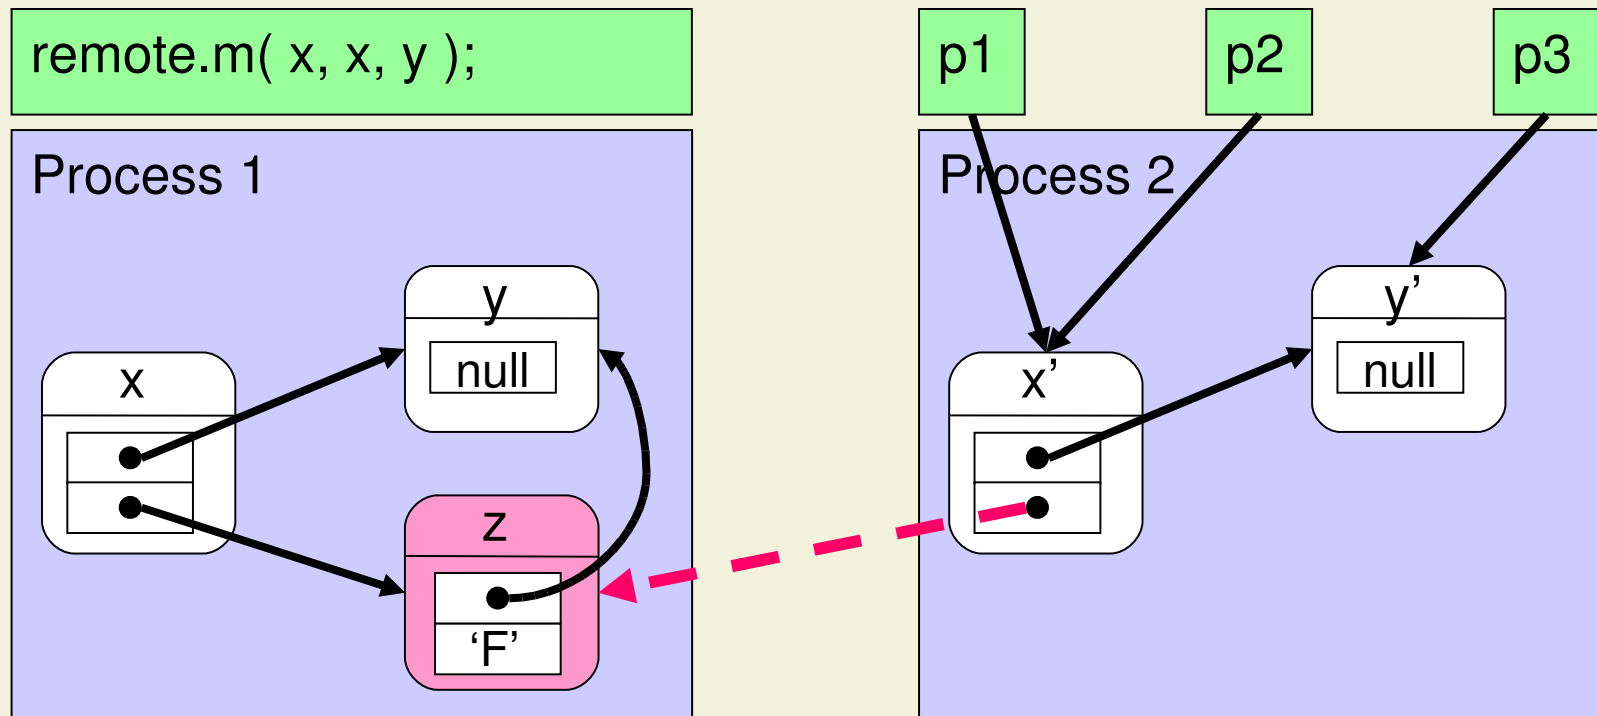 remote.m( x, x, y );
p1
p2
p3
Process 1
Process 2
y
null
x
z
‘F’
y’
null
x’